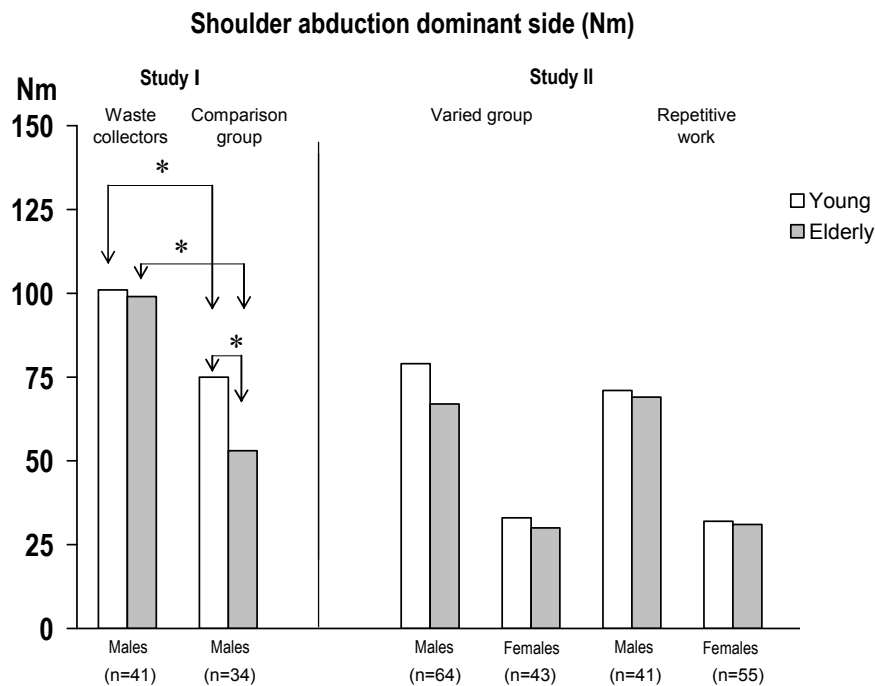 Shoulder abduction dominant side (Nm)
Study I
Study II
Nm
Waste
collectors
Comparison
group
Varied group
Repetitive
work
150
125
100
75
50
25
0
*
*
*
Young
Elderly
Males
(n=41)
Males
(n=34)
Males
(n=64)
Females
(n=43)
Males
(n=41)
Females
(n=55)